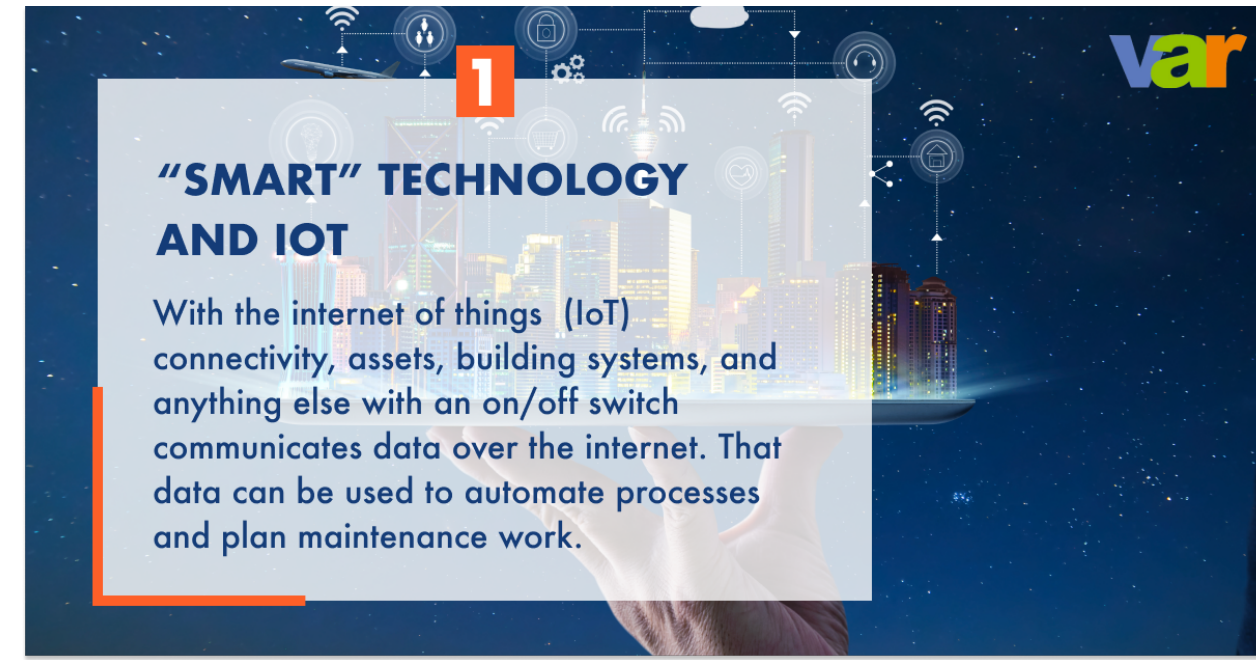 var
1
“SMART” TECHNOLOGY
AND IOT
With the internet of things  (IoT)
connectivity, assets, building systems, and
anything else with an on/off switch
communicates data over the internet. That
data can be used to automate processes
and plan maintenance work.